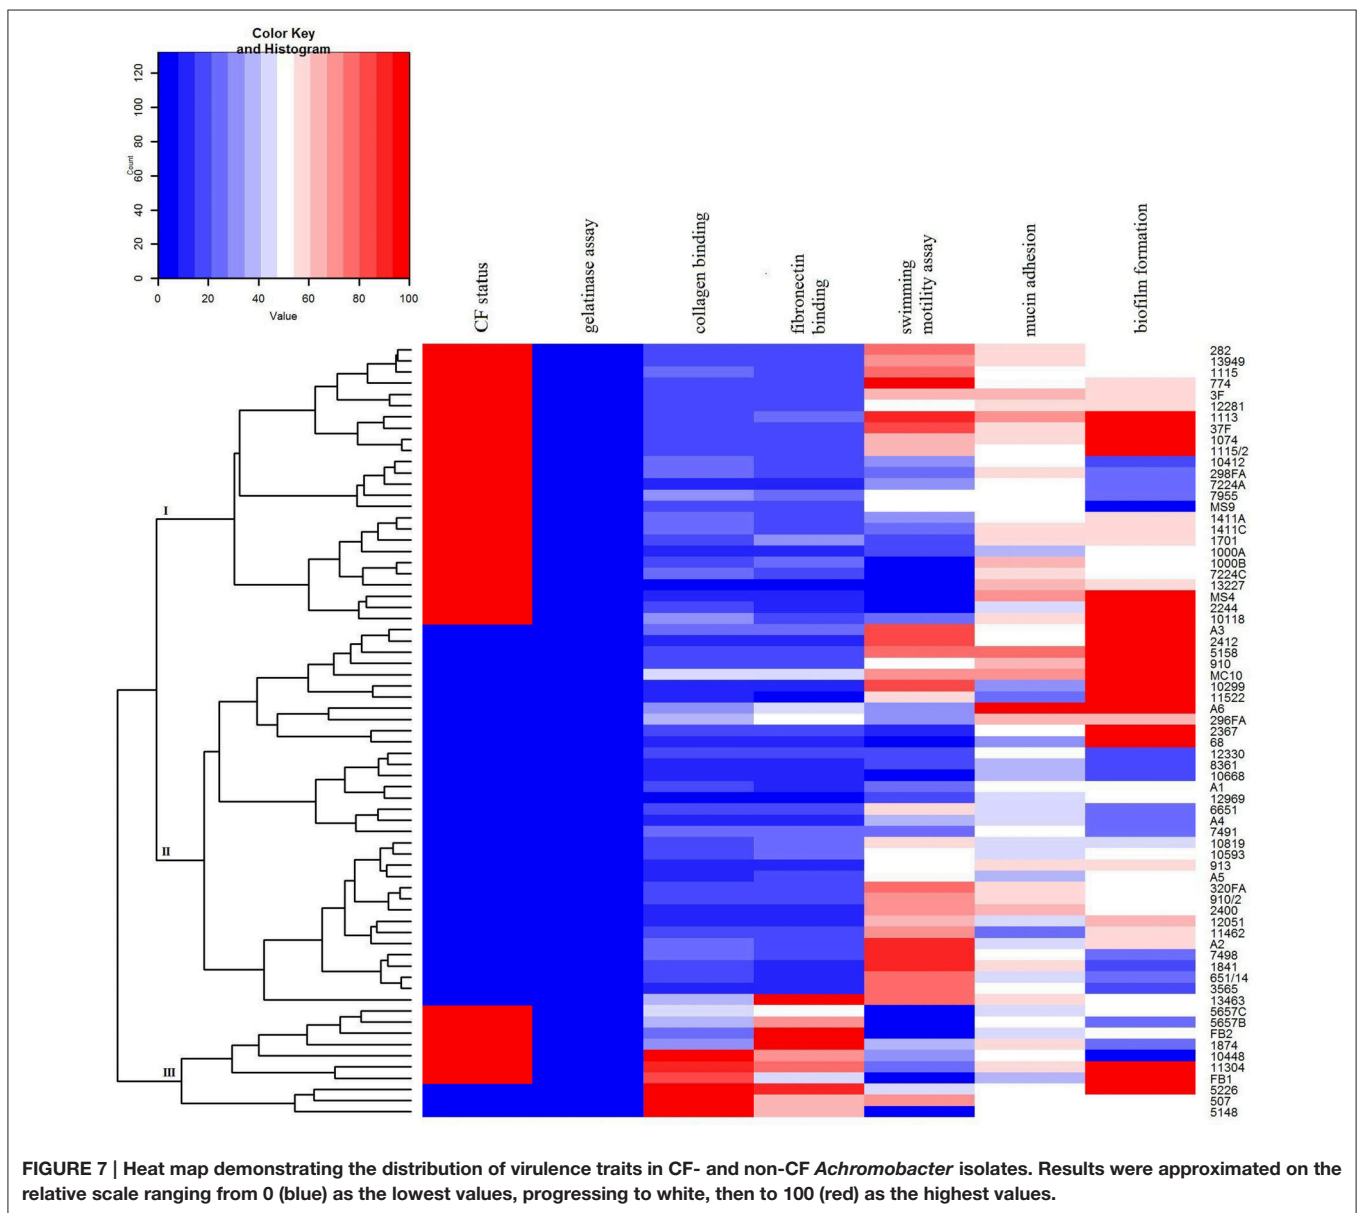 Color Key
and Histogram
120
100
80
60
40
20
0
Count
0 20 40 60 80 100
Value
CF status
gelatinase assay
collagen binding
fibronectin
binding
swimming
motility assay
mucin adhesion
biofilm formation
I
II
III
282
13949
1115
774
3F
12281
1113
37F
1074
1115/2
10412
298FA
7224A
7955
MS9
1411A
1411C
1701
1000A
1000B
7224C
13227
MS4
2244
10118
A3
2412
5158
910
MC10
10299
11522
A6
296FA
2367
68
12330
8361
10668
A1
12969
6651
A4
7491
10819
10593
913
A5
320FA
910/2
2400
12051
11462
A2
7498
1841
651/14
3565
13463
5657C
5657B
FB2
1874
10448
11304
FB1
5226
507
5148
FIGURE 7 | Heat map demonstrating the distribution of virulence traits in CF- and non-CF Achromobacter isolates. Results were approximated on the
relative scale ranging from 0 (blue) as the lowest values, progressing to white, then to 100 (red) as the highest values.